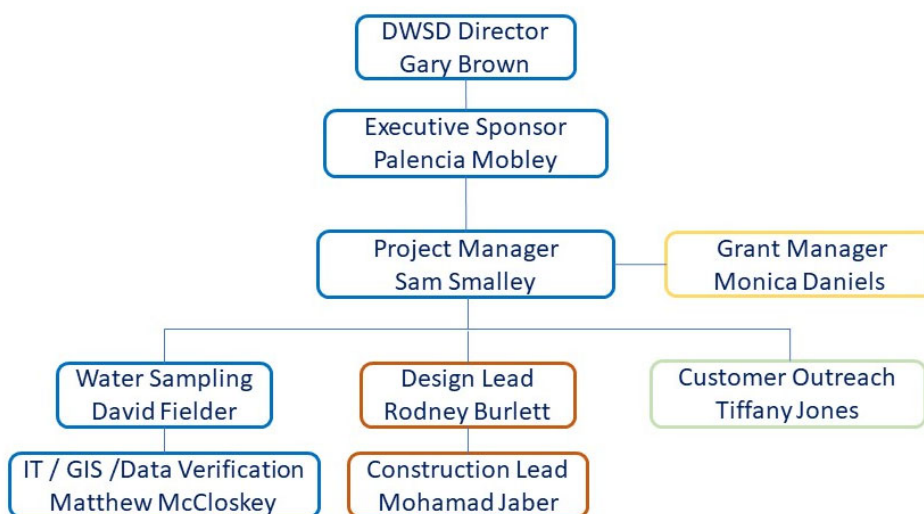 DWSD Director
Gary Brown
Executive Sponsor
Palencia Mobley
Project Manager
Sam Smalley
Grant Manager
Monica Daniels
Water Sampling
David Fielder
Design Lead
Rodney Burlett
Customer Outreach
Tiffany Jones
IT / GIS /Data Verification
Matthew McCloskey
Construction Lead
Mohamad Jaber